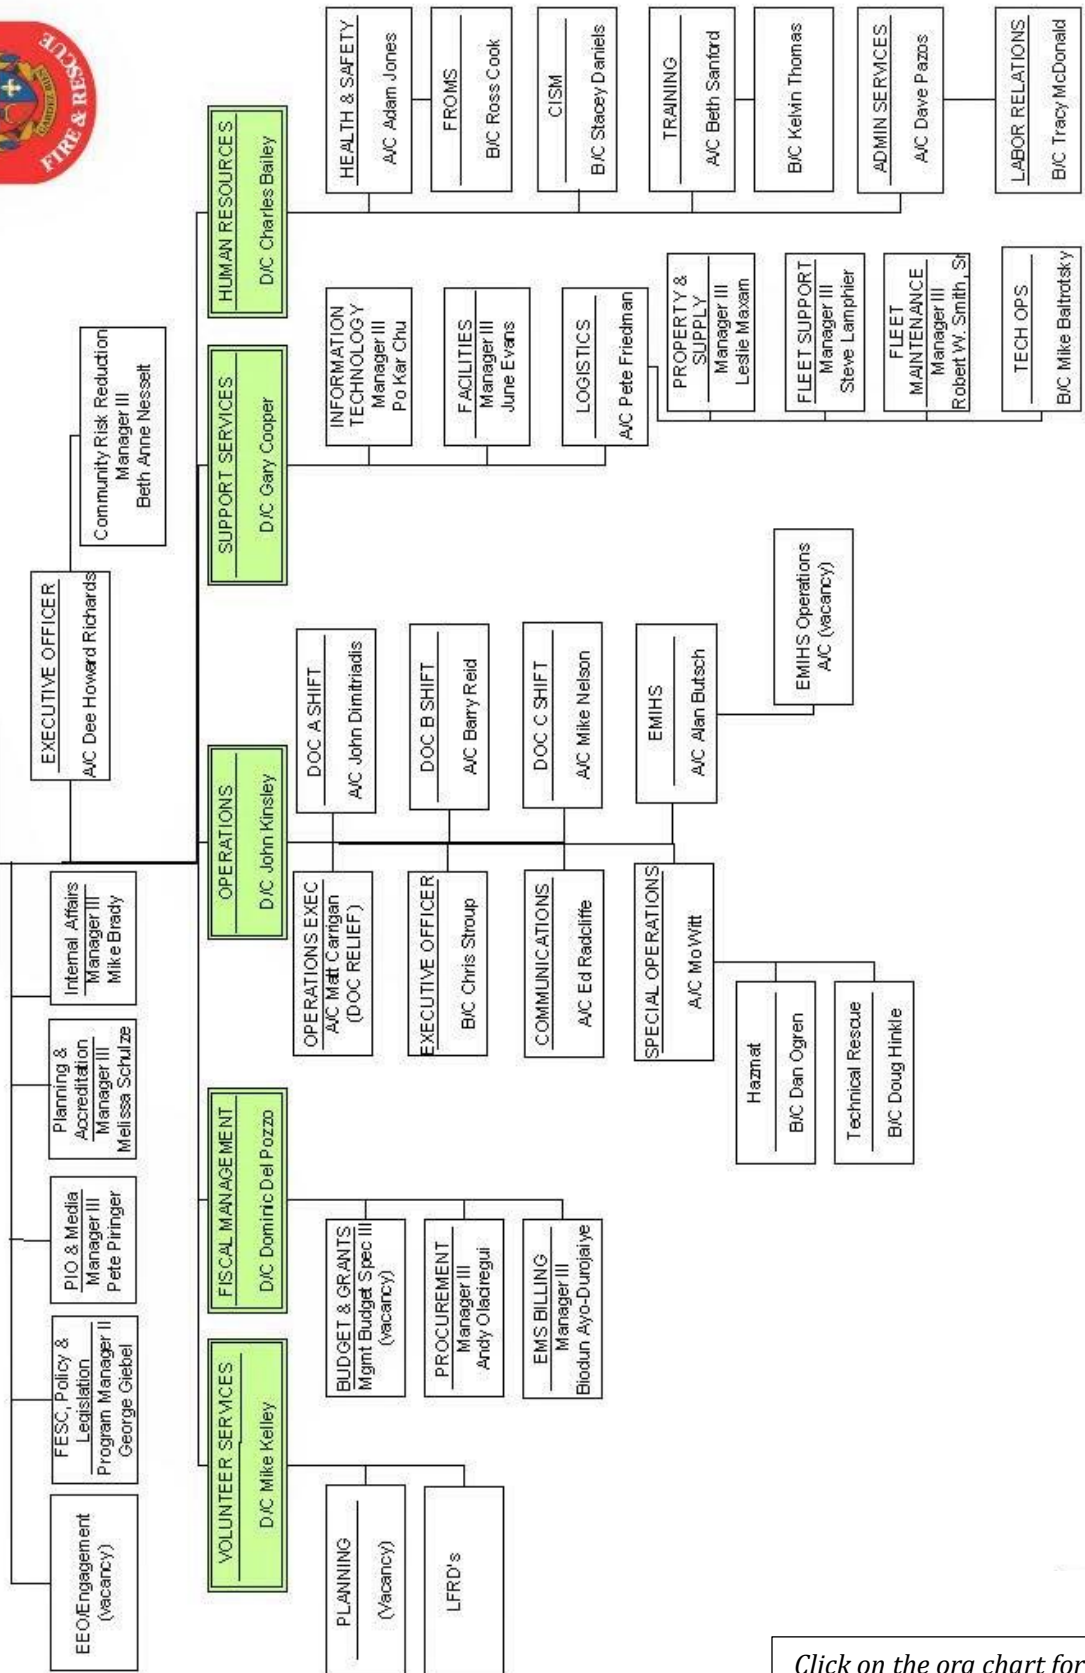 FIRE & RESCUE
GARDEZ BIEN
EXECUTIVE OFFICER
A/C Dee Howard Richards
Community Risk Reduction
Manager III
Beth Anne Nesselt
EEO/Engagement
(vacancy)
FESC, Policy &
Legislation
Program Manager II
George Giebel
PIO & Media
Manager III
Pete Piringer
Planning &
Accreditation
Manager III
Melissa Schulze
Internal Affairs
Manager III
Mike Brady
VOLUNTEER SERVICES
D/C Mike Kelley
FISCAL MANAGEMENT
D/C Dominic Del Pozzo
OPERATIONS
D/C John Kinsley
SUPPORT SERVICES
D/C Gary Cooper
HUMAN RESOURCES
D/C Charles Bailey
PLANNING
(Vacancy)
LFRD's
BUDGET & GRANTS
Mgmt Budget Spec III
(vacancy)
PROCUREMENT
Manager III
Andy Olaciregui
EMS BILLING
Manager III
Biodun Ayo-Durojaiye
OPERATIONS EXEC
A/C Matt Carrigan
(DOC RELIEF)
EXECUTIVE OFFICER
B/C Chris Stroup
COMMUNICATIONS
A/C Ed Radcliffe
SPECIAL OPERATIONS
A/C Mo Witt
Hazmat
B/C Dan Ogren
Technical Rescue
B/C Doug Hinkle
DOC A SHIFT
A/C John Dimitriadis
DOC B SHIFT
A/C Barry Reid
DOC C SHIFT
A/C Mike Nelson
EMIHS
A/C Alan Butsch
EMIHS Operations
A/C (vacancy)
INFORMATION
TECHNOLOGY
Manager III
Po Kar Chu
FACILITIES
Manager III
June Evans
LOGISTICS
A/C Pete Friedman
PROPERTY &
SUPPLY
Manager III
Leslie Maxam
FLEET SUPPORT
Manager III
Steve Lamphier
FLEET
MAINTENANCE
Manager III
Robert W. Smith, Sr
TECH OPS
B/C Mike Baltrotsky
HEALTH & SAFETY
A/C Adam Jones
FROMS
B/C Ross Cook
CISM
B/C Stacey Daniels
TRAINING
A/C Beth Sanford
B/C Kelvin Thomas
ADMIN SERVICES
A/C Dave Pazos
LABOR RELATIONS
B/C Tracy McDonald
Click on the org chart for